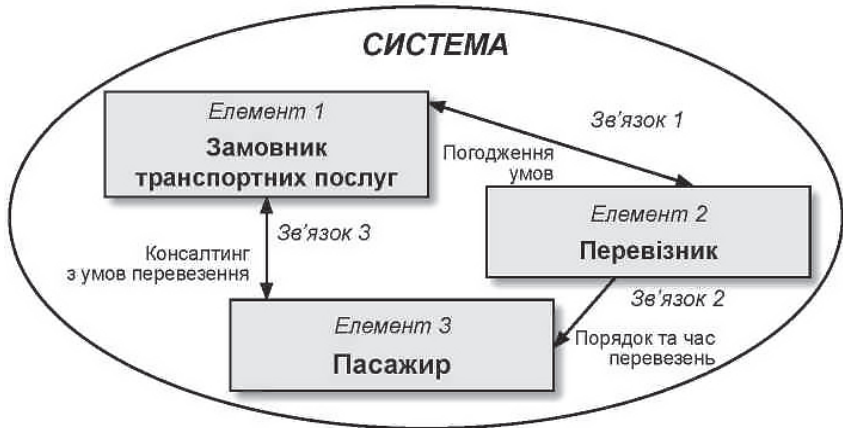 СИСТЕМА
Елемент 1
Замовник
транспортних послуг
Зв'язок 1
Погодження
умов
Елемент 2
Перевізник
Зв'язок 3
Консалтинг
з умов перевезення
Зв'язок 2
Порядок та час
перевезень
Елемент 3
Пасажир